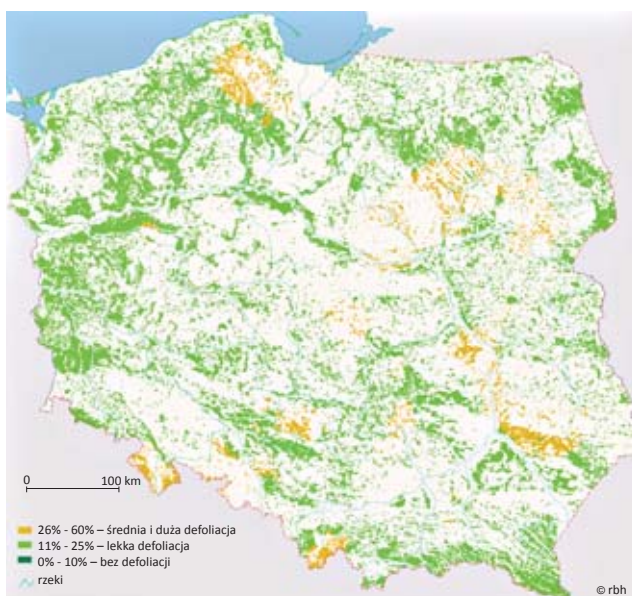 0 100 km
26% - 60% – średnia i duża defoliacja
11% - 25% – lekka defoliacja
0% - 10% – bez defoliacji
rzeki
© rbh